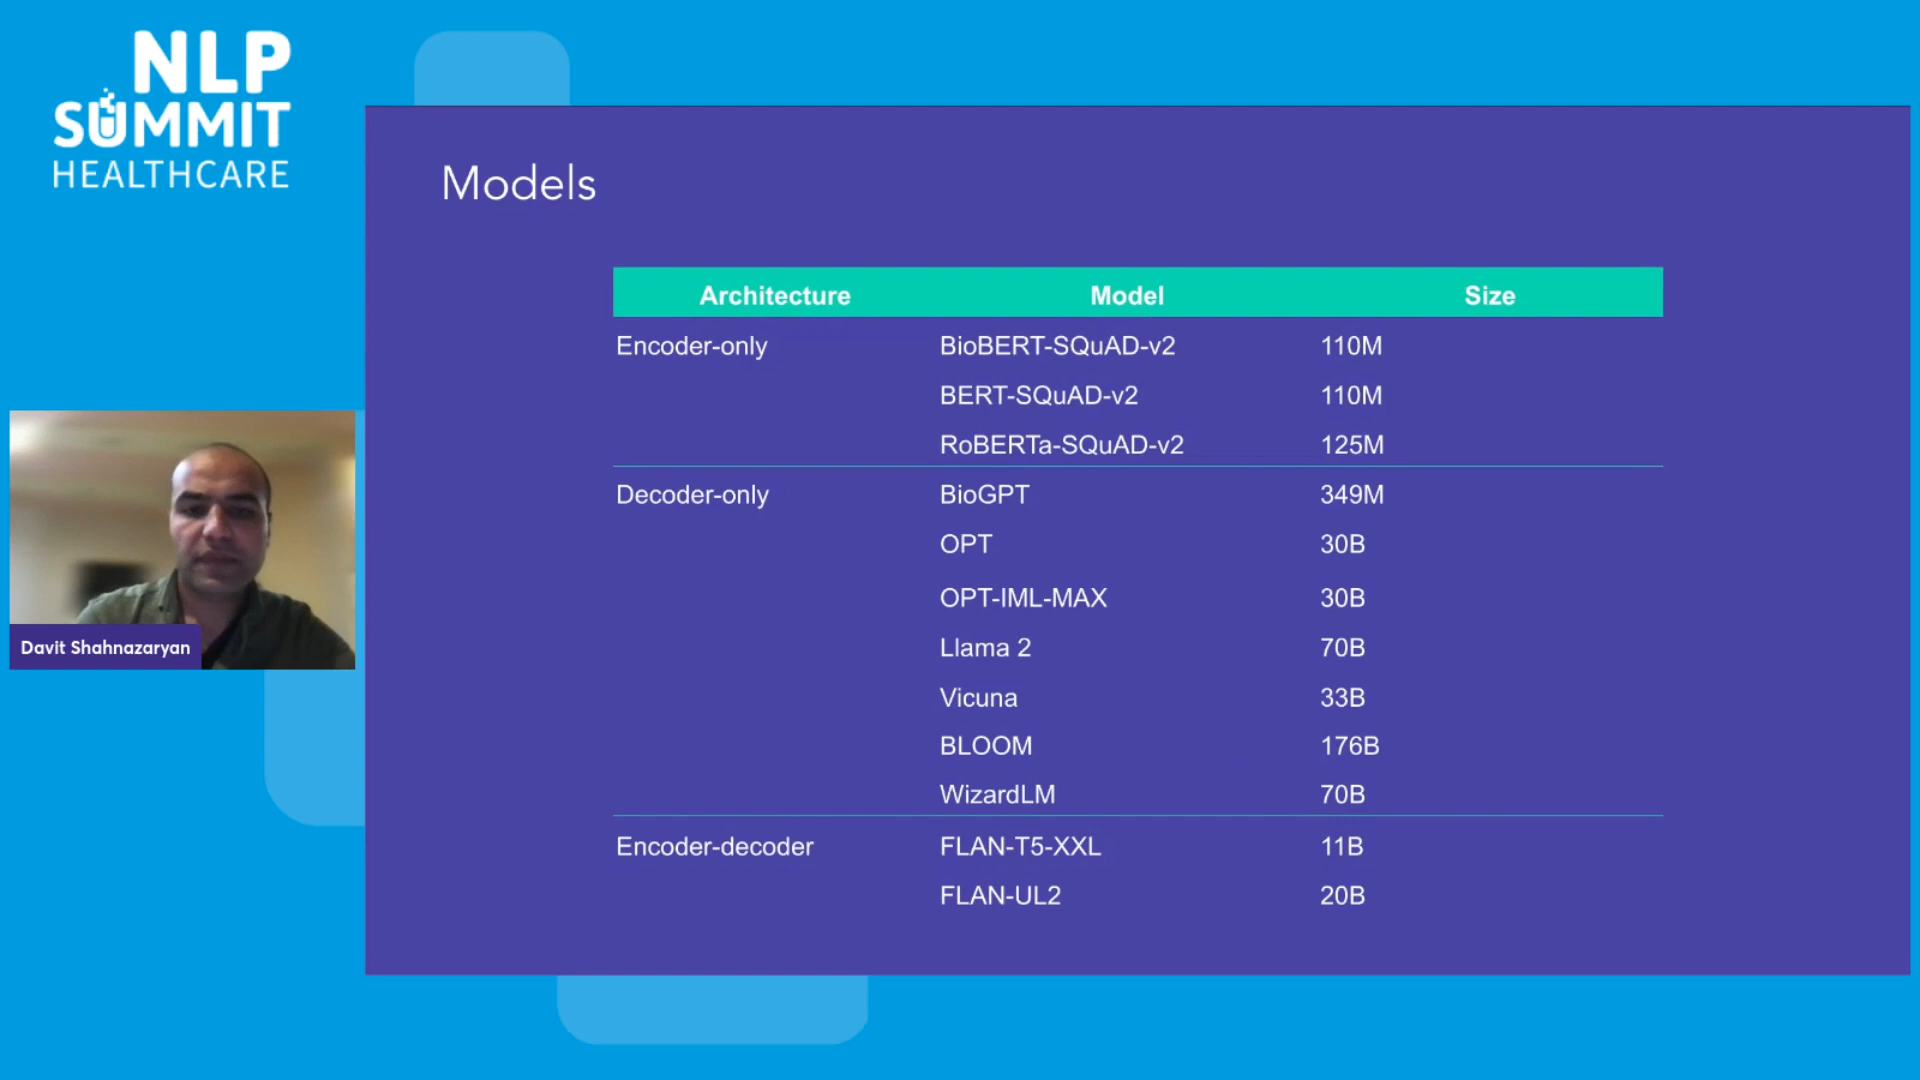 NLP
SUMMIT
HEALTHCARE
Models
Architecture Model Size
Encoder-only BioBERT-SQuAD-v2 110M
BERT-SQuAD-v2 110M
RoBERTa-SQuAD-v2 125M
Decoder-only BioGPT 349M
OPT 30B
OPT-IML-MAX 30B
Llama 2 70B
Vicuna 33B
BLOOM 176B
WizardLM 70B
Encoder-decoder FLAN-T5-XXL 11B
FLAN-UL2 20B
Davit Shahnazaryan